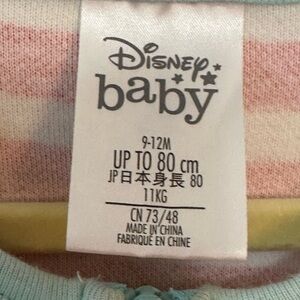 Disney
baby
9-12M
UP TO 80 cm
JP日本身長 80
11KG
CN 73/48
MADE IN CHINA
FABRIQUÉ EN CHINE